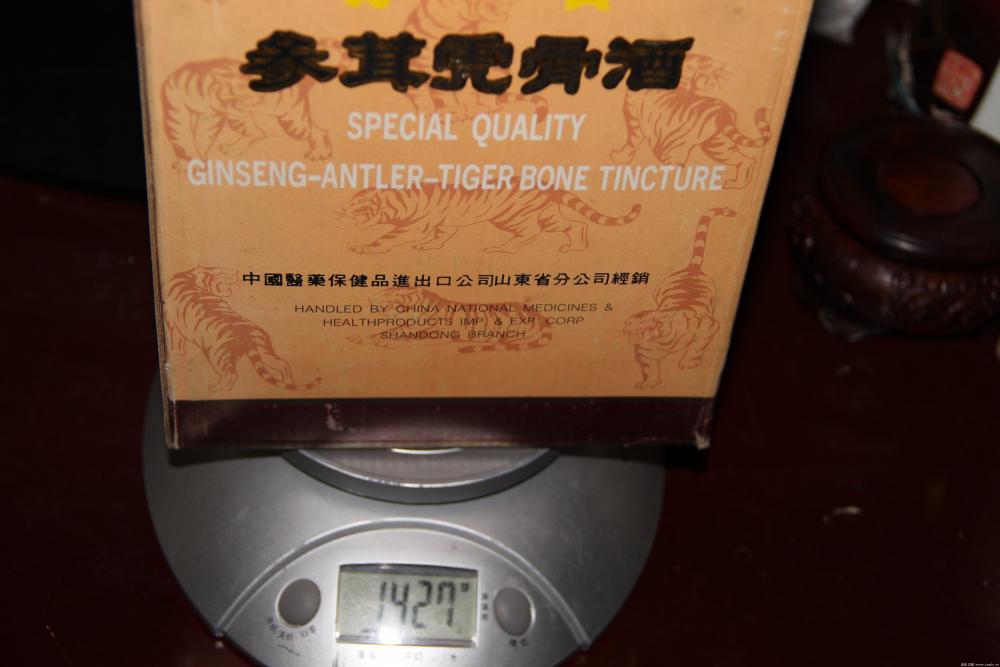 參茸虎骨酒
SPECIAL QUALITY
GINSENG-ANTLER-TIGER BONE TINCTURE
中國醫藥保健品進出口公司山東省分公司經銷
HANDLED BY CHINA NATIONAL MEDICINES &
HEALTHPRODUCTS IMP. & EXP. CORP
SHANDONG BRANCH
1427